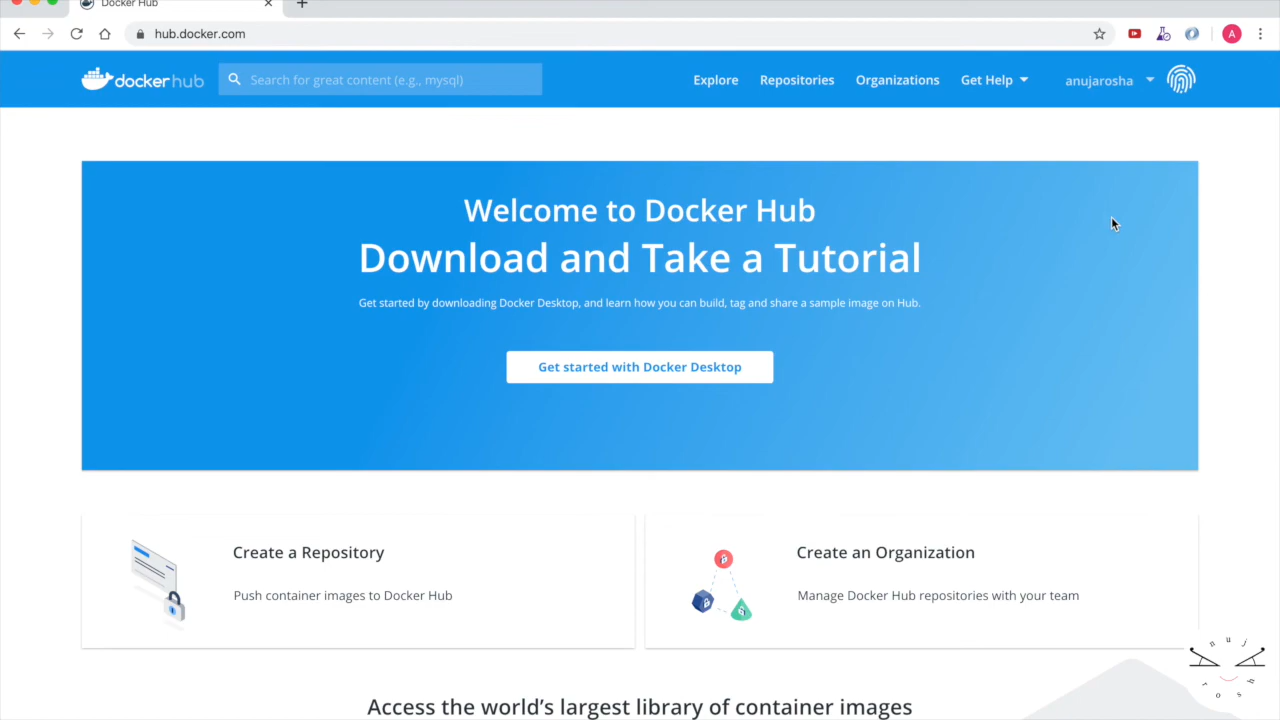 Docker Hub
hub.docker.com
A
docker hub
Search for great content (e.g., mysql)
Explore
Repositories
Organizations
Get Help
anujarosha
Welcome to Docker Hub
Download and Take a Tutorial
Get started by downloading Docker Desktop, and learn how you can build, tag and share a sample image on Hub.
Get started with Docker Desktop
Create a Repository
Push container images to Docker Hub
Create an Organization
Manage Docker Hub repositories with your team
Access the world's largest library of container images